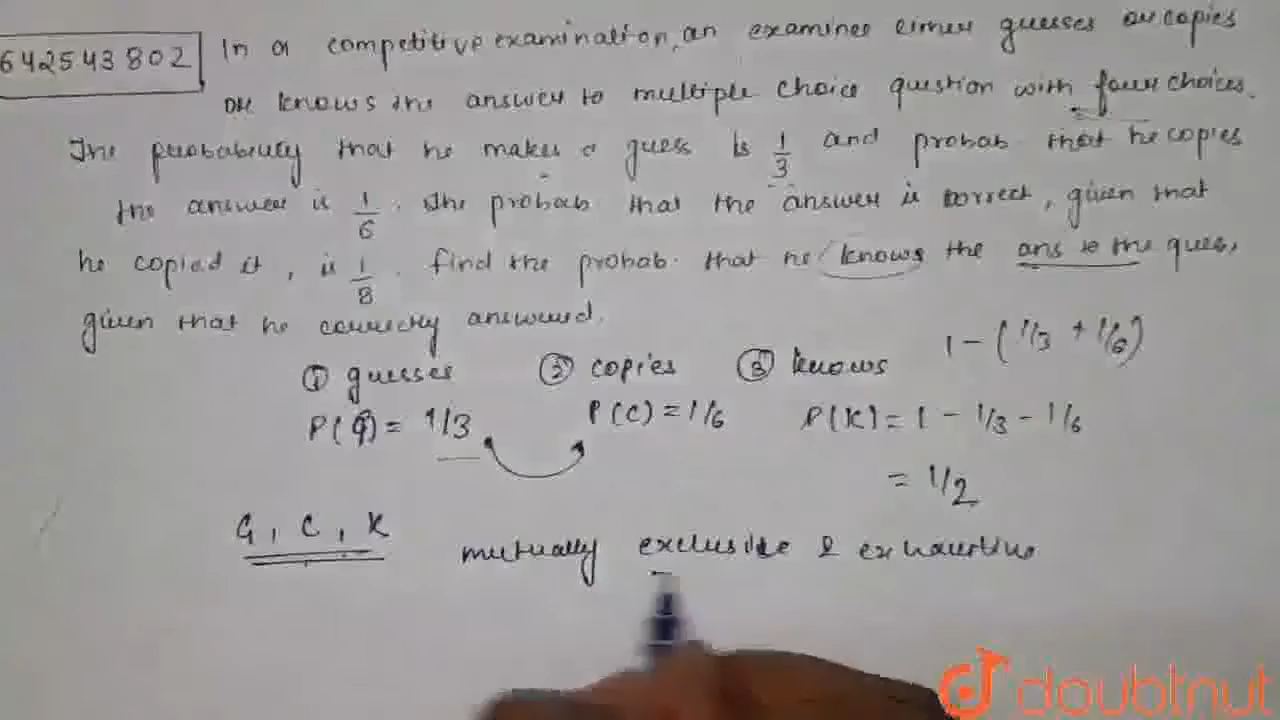 642543802 In a competitive examination, an examinee either guesses or copies
or knows the answer to multiple choice question with four choices.
The probability that he makes a guess is 1/3 and probab. that he copies
the answer is 1/6. The probab that the answer is correct, given that
he copied it, is 1/8. find the probab. that he knows the ans to the ques,
given that he correctly answered.
1 - (1/3 + 1/6)
① guesses ② copies ③ knows
P(G) = 1/3 P(C) = 1/6 P(K) = 1 - 1/3 - 1/6
= 1/2
G, C, K mutually exclusive & exhaustive
doubtnut